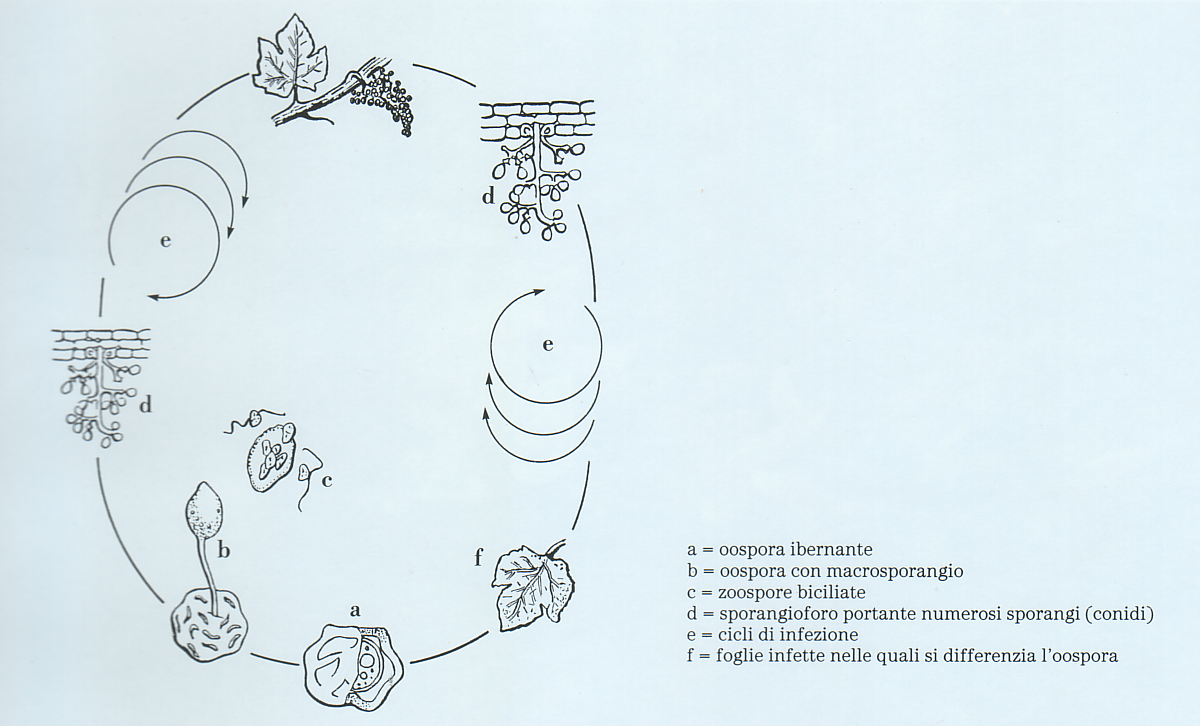 d
e
e
d
c
b
f
a
a = oospora ibernante
b = oospora con macrosporangio
c = zoospore biciliate
d = sporangioforo portante numerosi sporangi (conidi)
e = cicli di infezione
f = foglie infette nelle quali si differenzia l'oospora